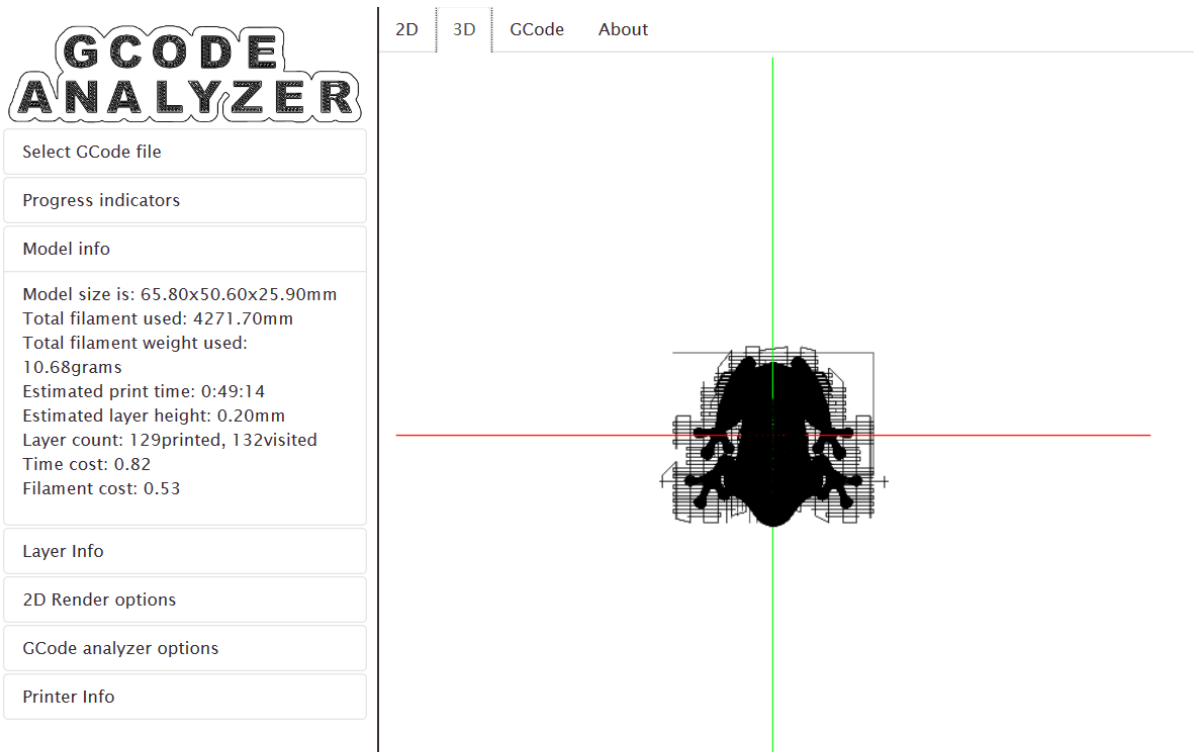 GCODE
ANALYZER
Select GCode file
Progress indicators
Model info
Model size is: 65.80x50.60x25.90mm
Total filament used: 4271.70mm
Total filament weight used:
10.68grams
Estimated print time: 0:49:14
Estimated layer height: 0.20mm
Layer count: 129printed, 132visited
Time cost: 0.82
Filament cost: 0.53
Layer Info
2D Render options
GCode analyzer options
Printer Info
2D 3D GCode About